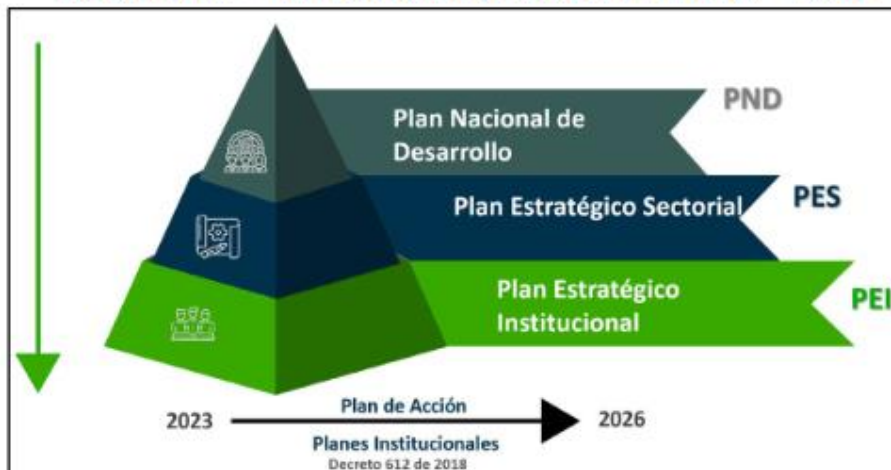 Plan Nacional de
Desarrollo
PND
Plan Estratégico Sectorial
PES
Plan Estratégico
Institucional
PEI
2023
Plan de Acción
2026
Planes Institucionales
Decreto 612 de 2018